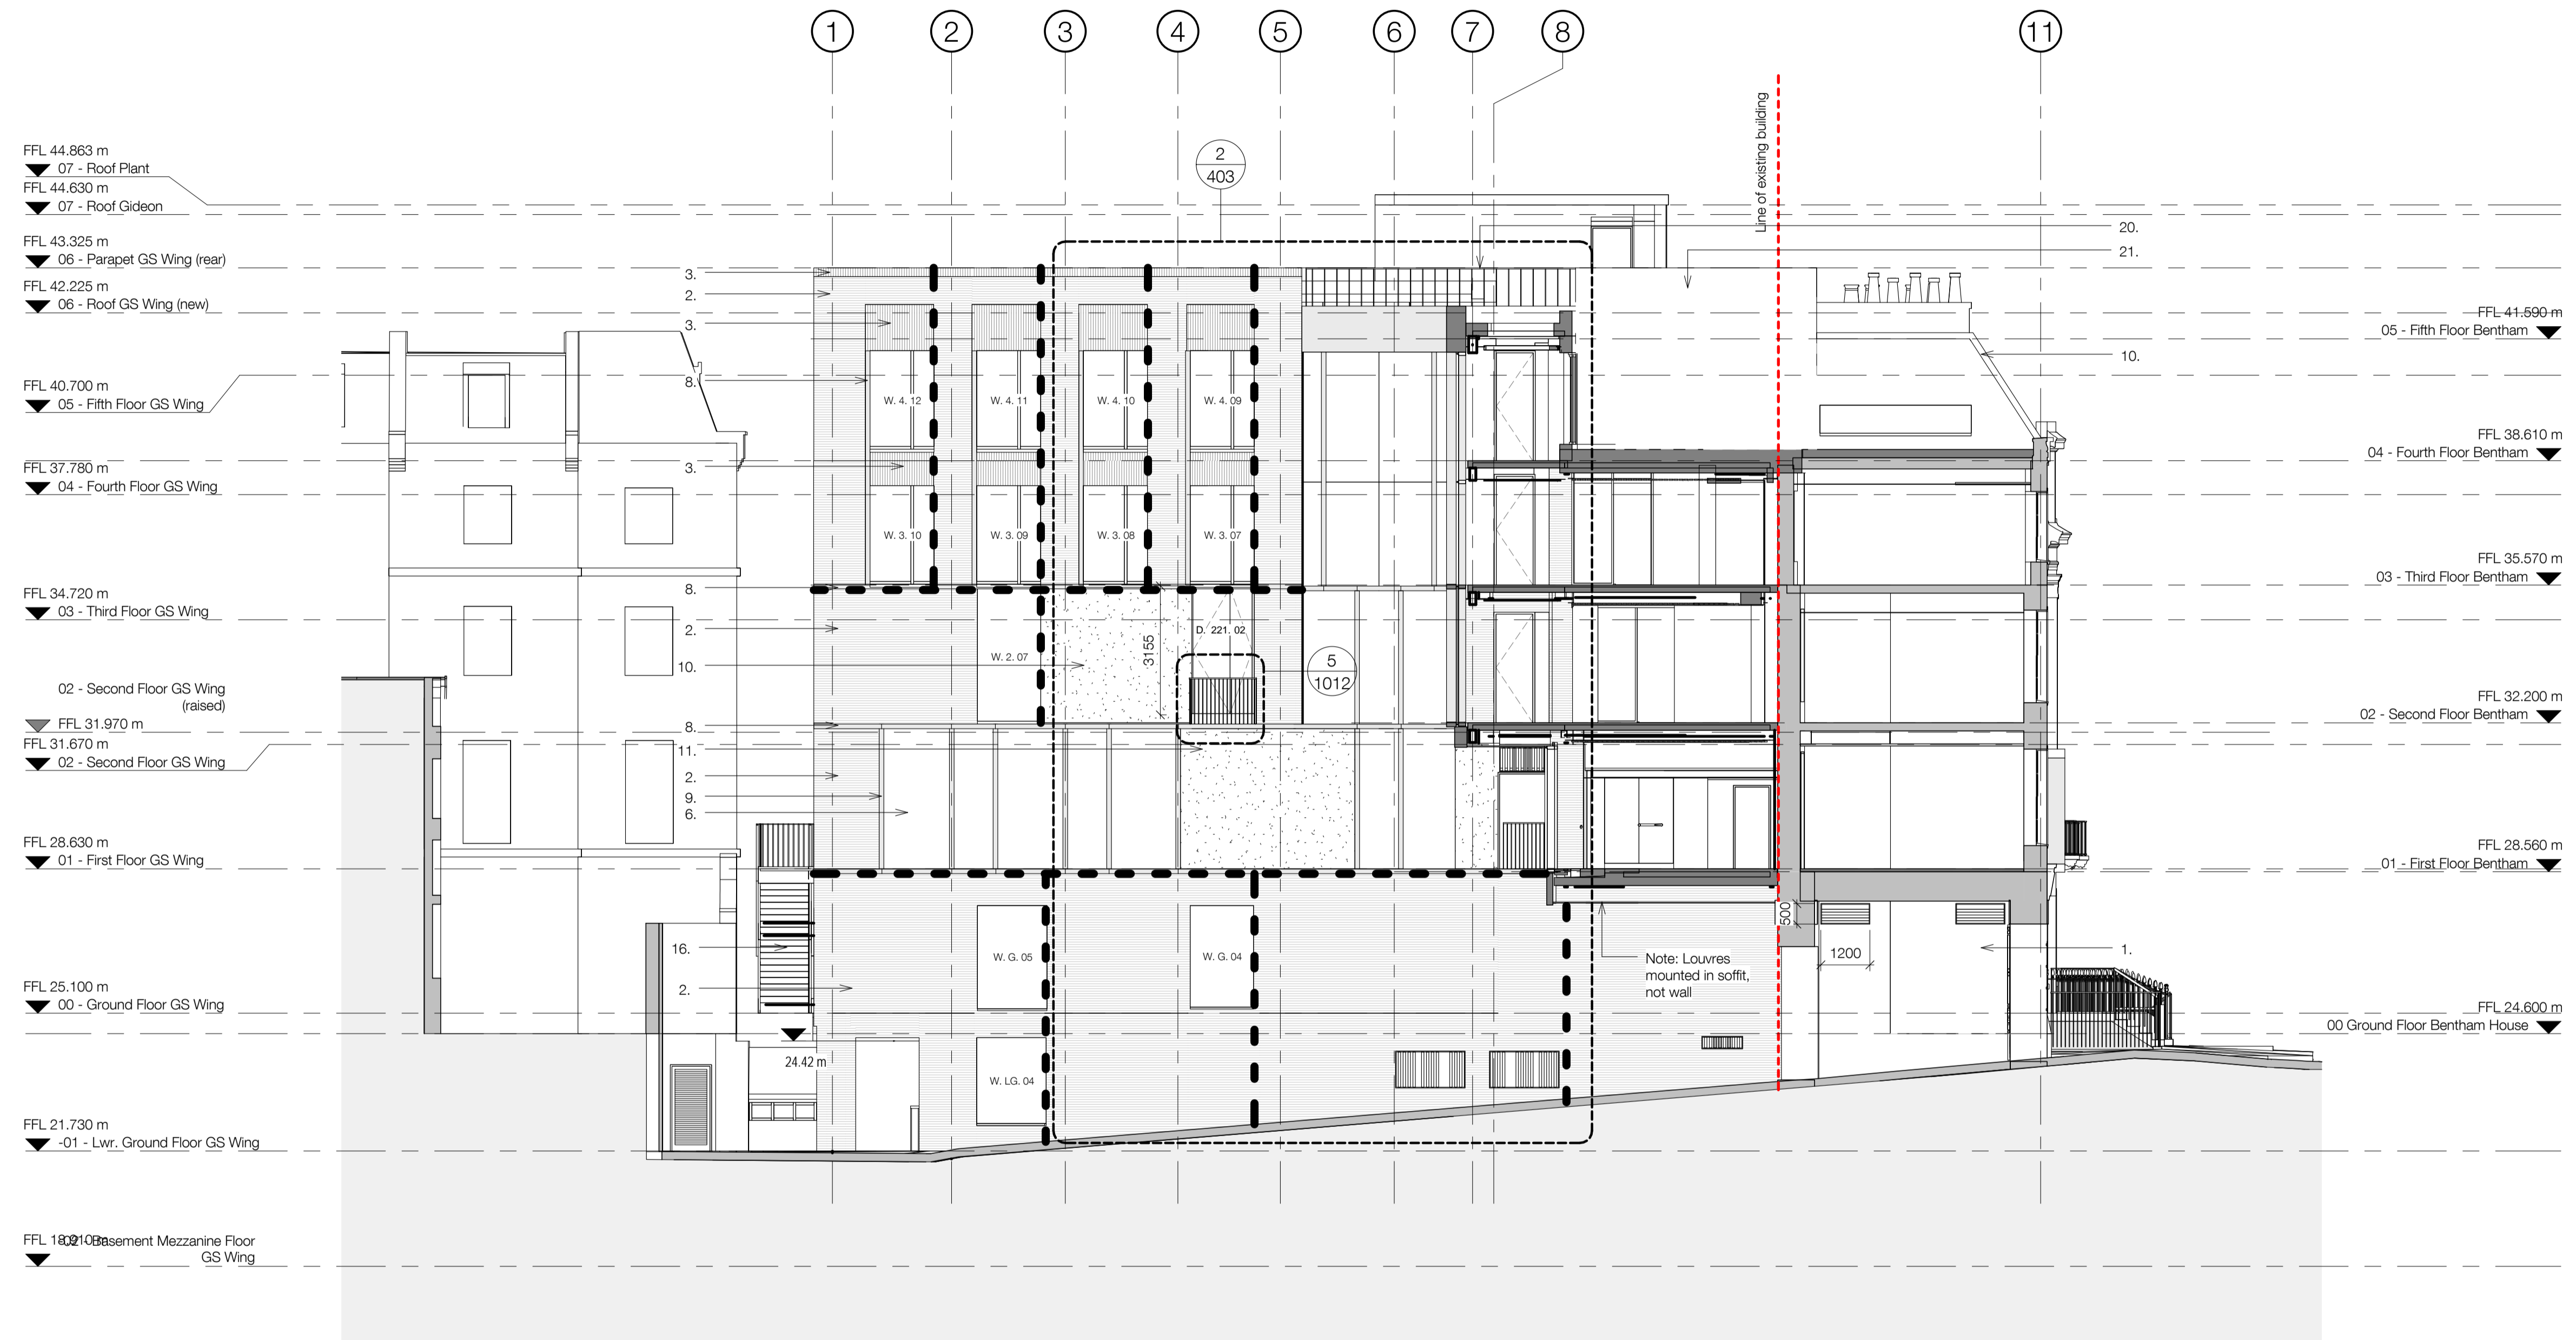 1
2
3
4
5
6
7
8
11
Line of existing building
2
403
FFL 44.863 m
07 - Roof Plant
FFL 44.630 m
07 - Roof Gideon
FFL 43.325 m
06 - Parapet GS Wing (rear)
FFL 42.225 m
06 - Roof GS Wing (new)
FFL 40.700 m
05 - Fifth Floor GS Wing
FFL 37.780 m
04 - Fourth Floor GS Wing
FFL 34.720 m
03 - Third Floor GS Wing
02 - Second Floor GS Wing
(raised)
FFL 31.970 m
FFL 31.670 m
02 - Second Floor GS Wing
FFL 28.630 m
01 - First Floor GS Wing
FFL 25.100 m
00 - Ground Floor GS Wing
FFL 21.730 m
-01 - Lwr. Ground Floor GS Wing
FFL 18.910 m
-02 - Basement Mezzanine Floor
GS Wing
3.
2.
3.
8.
3.
8.
2.
10.
8.
11.
2.
9.
6.
16.
2.
24.42 m
W. 4. 12
W. 4. 11
W. 4. 10
W. 4. 09
W. 3. 10
W. 3. 09
W. 3. 08
W. 3. 07
W. 2. 07
3155
D. 221. 02
5
1012
W. G. 05
W. G. 04
W. LG. 04
Note: Louvres
mounted in soffit,
not wall
500
1200
20.
21.
10.
1.
FFL 41.590 m
05 - Fifth Floor Bentham
FFL 38.610 m
04 - Fourth Floor Bentham
FFL 35.570 m
03 - Third Floor Bentham
FFL 32.200 m
02 - Second Floor Bentham
FFL 28.560 m
01 - First Floor Bentham
FFL 24.600 m
00 Ground Floor Bentham House